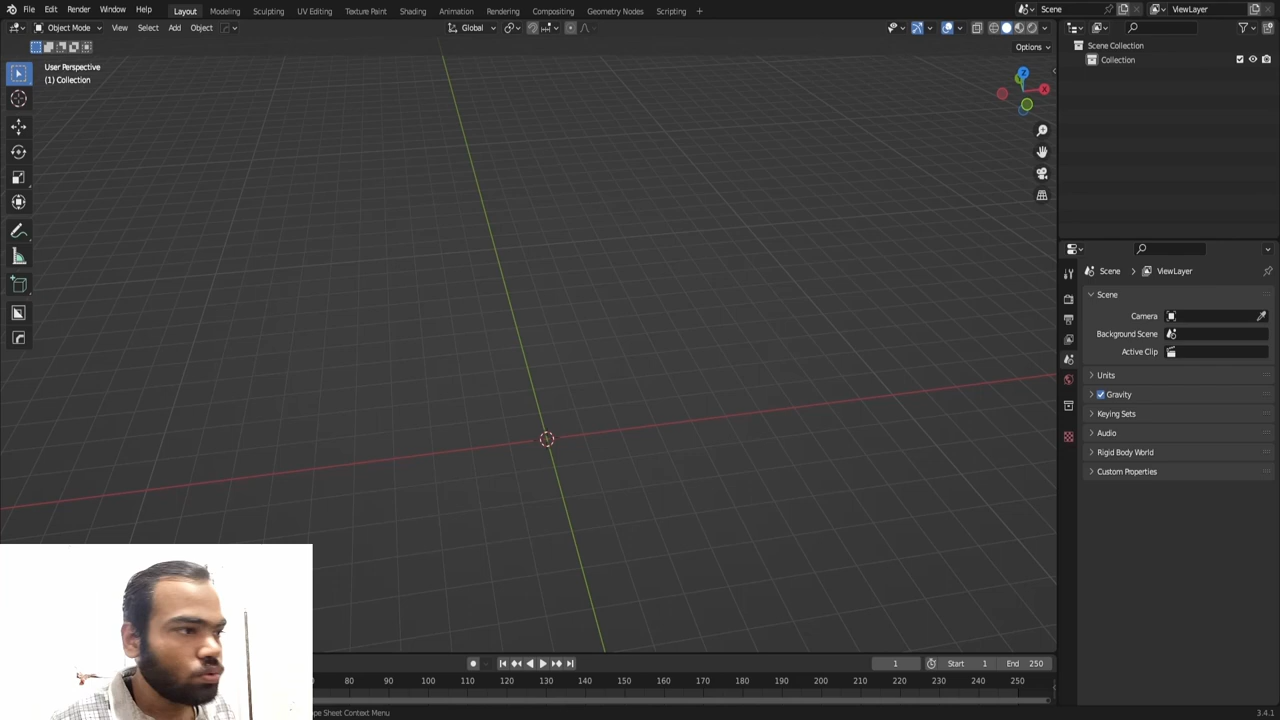 File Edit Render Window Help Layout Modeling Sculpting UV Editing Texture Paint Shading Animation Rendering Compositing Geometry Nodes Scripting + Scene ViewLayer
Object Mode View Select Add Object Global
Options
User Perspective
(1) Collection
Z
X
Scene Collection
Collection
Scene > ViewLayer
Scene
Camera
Background Scene
Active Clip
Units
Gravity
Keying Sets
Audio
Rigid Body World
Custom Properties
1 Start 1 End 250
80 90 100 110 120 130 140 150 160 170 180 190 200 210 220 230 240 250
ope Sheet Context Menu
3.4.1